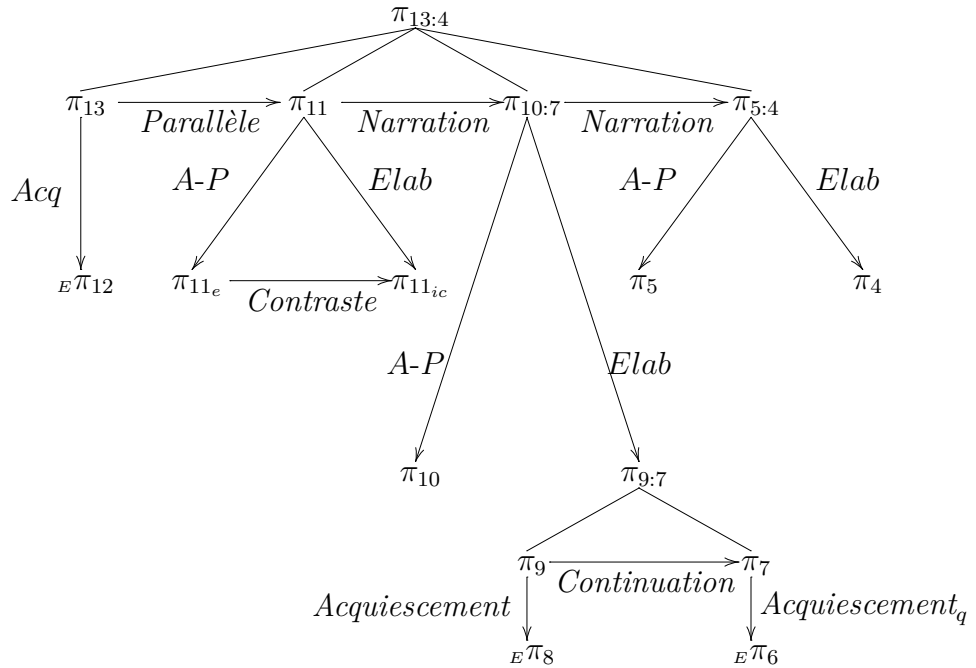 π₁₃:₄
π₁₃ Parallèle π₁₁ Narration π₁₀:₇ Narration π₅:₄
Acq A-P Elab A-P Elab
ₑπ₁₂ π₁₁ₑ Contraste π₁₁ᵢc π₅ π₄
A-P Elab
π₁₀ π₉:₇
π₉ Continuation π₇
Acquiescement Acquiescement_q
ₑπ₈ ₑπ₆